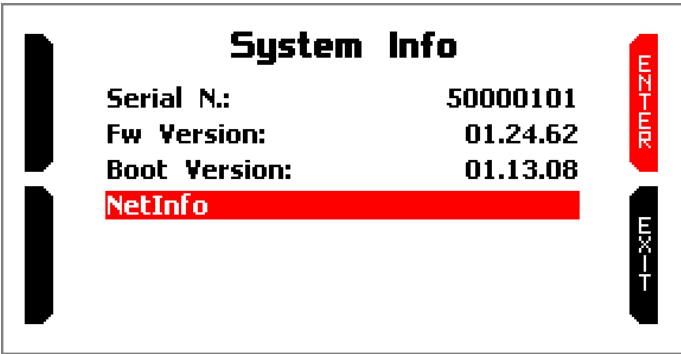 System Info
Serial N.: 50000101
Fw Version: 01.24.62
Boot Version: 01.13.08
NetInfo
ENTER
EXIT